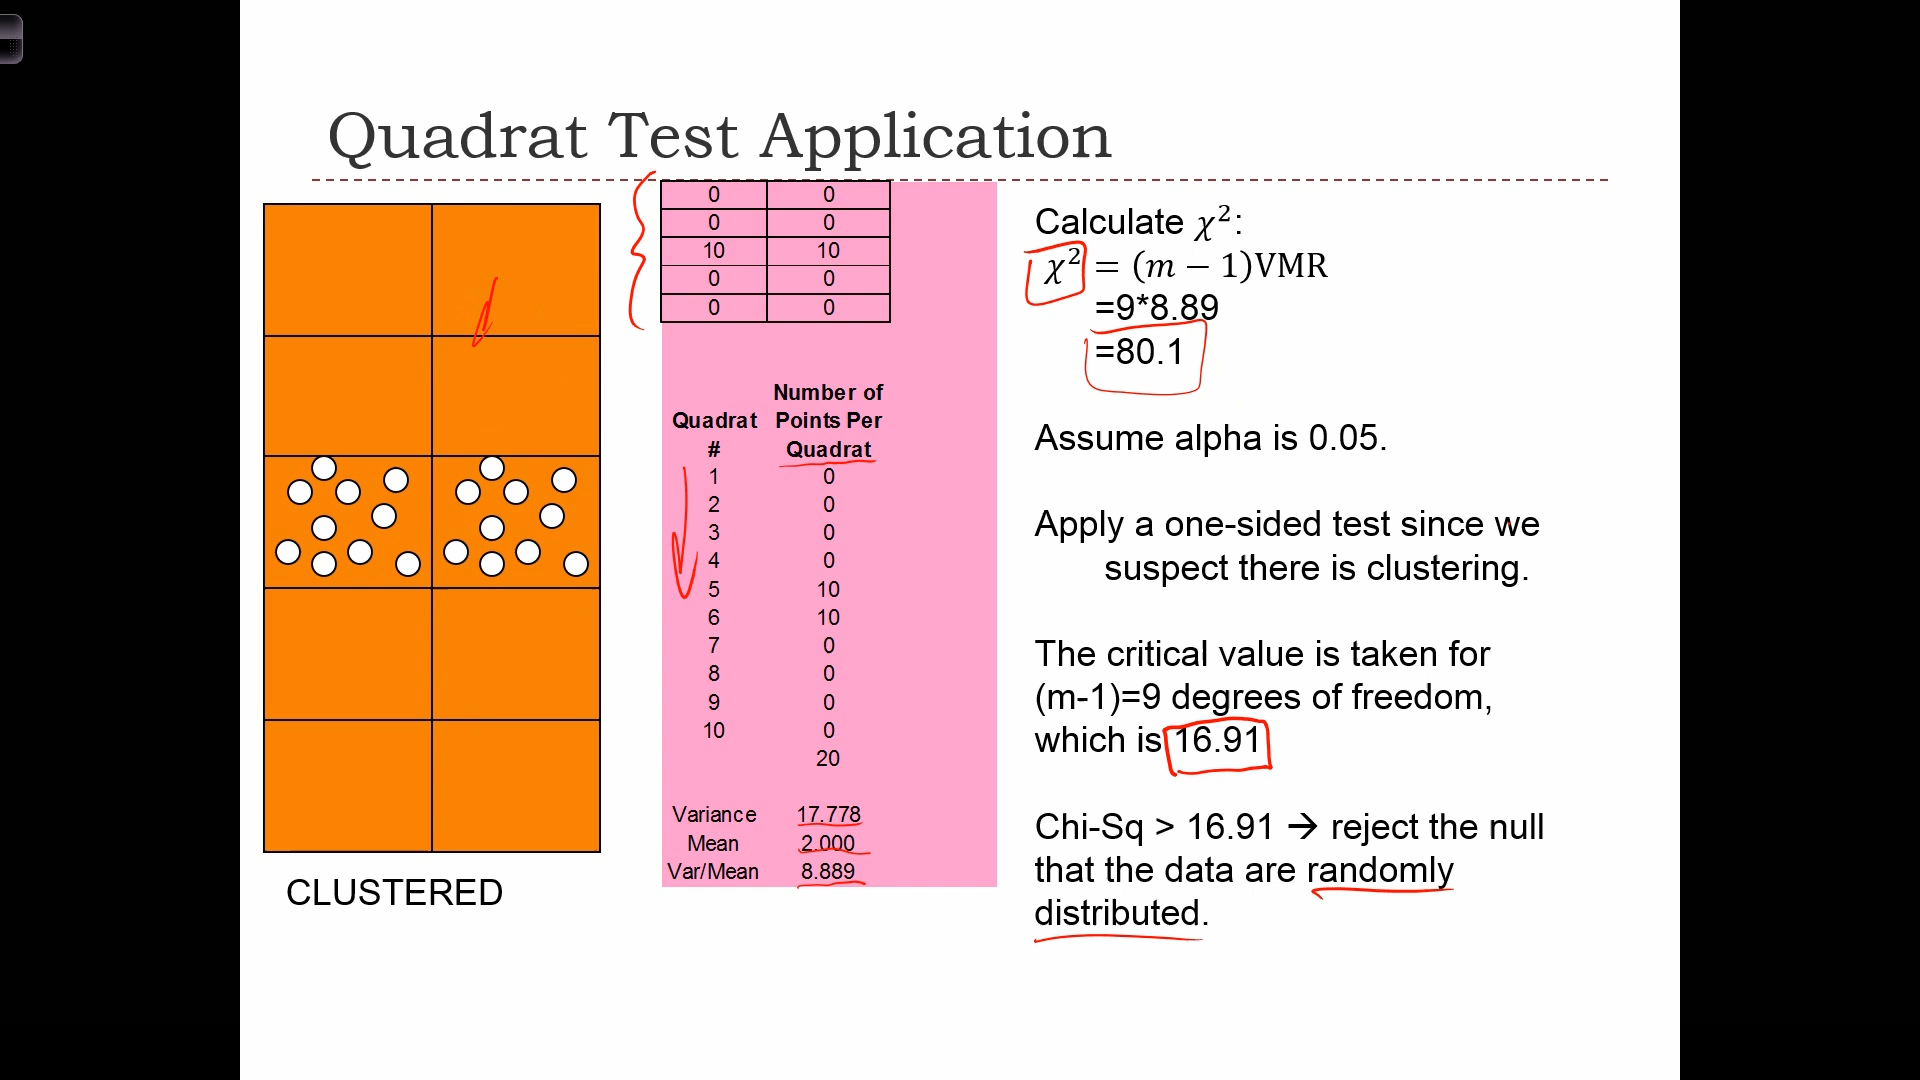 Quadrat Test Application
0 0
0 0
10 10
0 0
0 0
Number of
Quadrat Points Per
# Quadrat
1 0
2 0
3 0
4 0
5 10
6 10
7 0
8 0
9 0
10 0
20
Variance 17.778
Mean 2.000
Var/Mean 8.889
CLUSTERED
Calculate χ²:
χ² = (m − 1)VMR
=9*8.89
=80.1
Assume alpha is 0.05.
Apply a one-sided test since we
suspect there is clustering.
The critical value is taken for
(m-1)=9 degrees of freedom,
which is 16.91
Chi-Sq > 16.91 → reject the null
that the data are randomly
distributed.